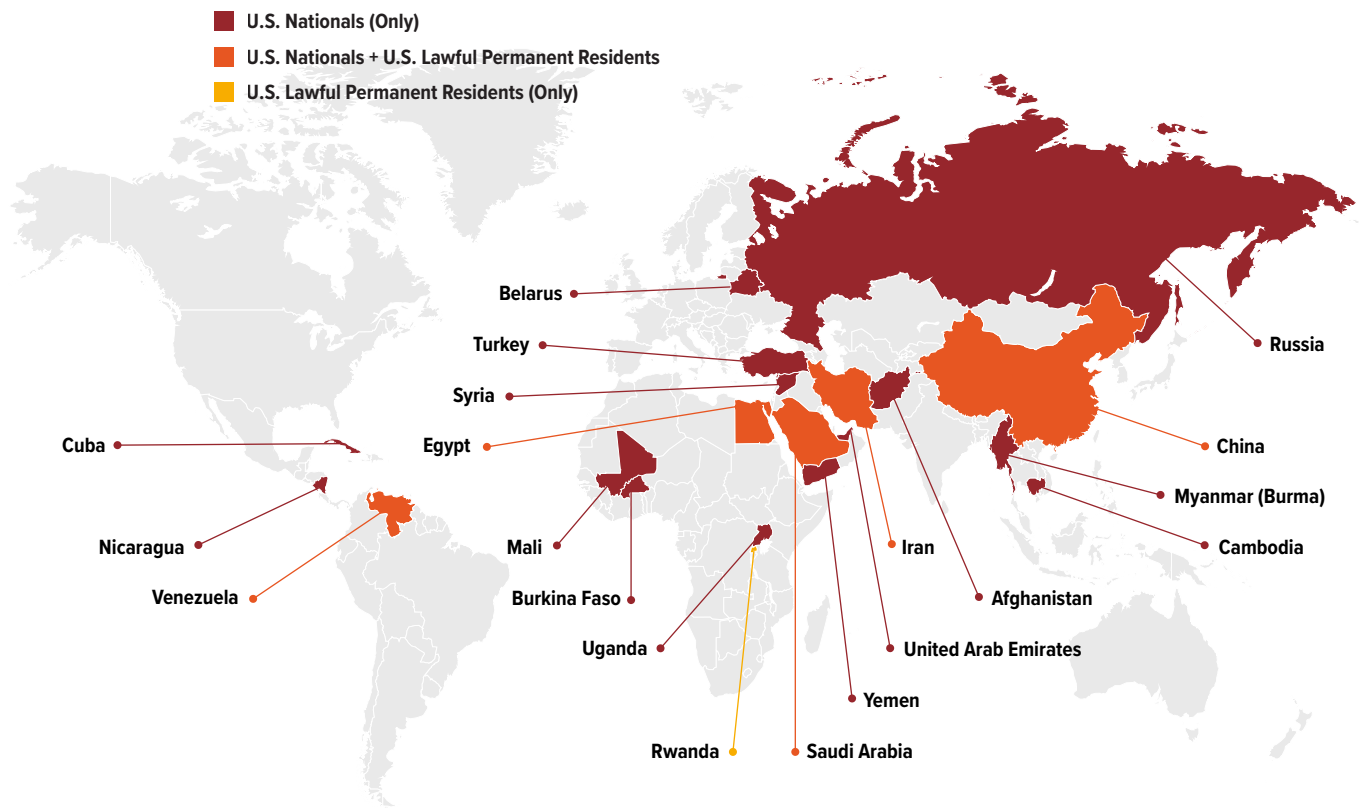 U.S. Nationals (Only)
U.S. Nationals + U.S. Lawful Permanent Residents
U.S. Lawful Permanent Residents (Only)
Belarus
Turkey
Russia
Syria
Cuba
Egypt
China
Myanmar (Burma)
Nicaragua
Mali
Iran
Cambodia
Venezuela
Burkina Faso
Afghanistan
Uganda
United Arab Emirates
Yemen
Rwanda
Saudi Arabia